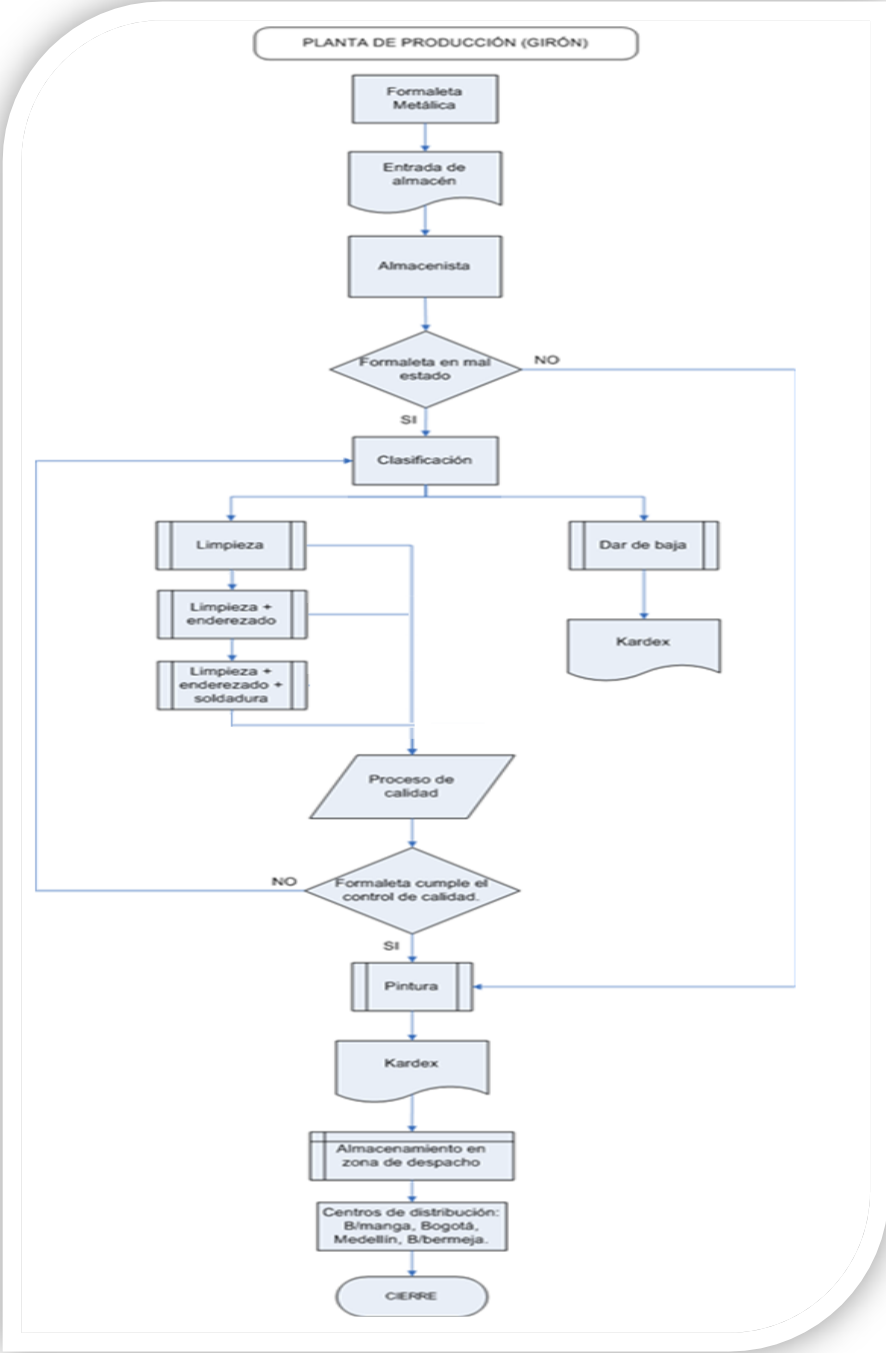 PLANTA DE PRODUCCIÓN (GIRÓN)
Formaleta
Metálica
Entrada de
almacén
Almacenista
Formaleta en mal
estado
NO
SI
Clasificación
Limpieza
Dar de baja
Limpieza +
enderezado
Kardex
Limpieza +
enderezado +
soldadura
Proceso de
calidad
NO
Formaleta cumple el
control de calidad.
SI
Pintura
Kardex
Almacenamiento en
zona de despacho
Centros de distribución:
B/manga, Bogotá,
Medellín, B/bermeja.
CIERRE